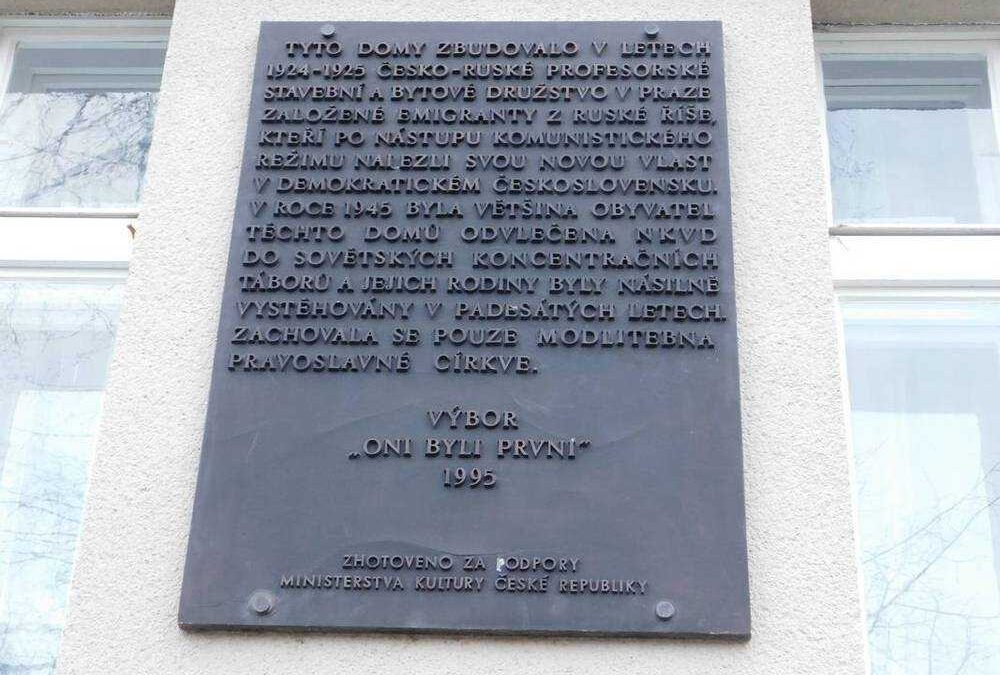 TYTO DOMY ZBUDOVALO V LETECH
1924-1925 ČESKO-RUSKÉ PROFESORSKÉ
STAVEBNÍ A BYTOVÉ DRUŽSTVO V PRAZE
ZALOŽENÉ EMIGRANTY Z RUSKÉ ŘÍŠE,
KTEŘÍ PO NÁSTUPU KOMUNISTICKÉHO
REŽIMU NALEZLI SVOU NOVOU VLAST
V DEMOKRATICKÉM ČESKOSLOVENSKU.
V ROCE 1945 BYLA VĚTŠINA OBYVATEL
TĚCHTO DOMŮ ODVLEČENA NKVD
DO SOVĚTSKÝCH KONCENTRAČNÍCH
TÁBORŮ A JEJICH RODINY BYLY NÁSILNĚ
VYSTĚHOVÁNY V PADESÁTÝCH LETECH.
ZACHOVALA SE POUZE MODLITEBNA
PRAVOSLAVNÉ CÍRKVE.
VÝBOR
„ONI BYLI PRVNÍ“
1995
ZHOTOVENO ZA PODPORY
MINISTERSTVA KULTURY ČESKÉ REPUBLIKY